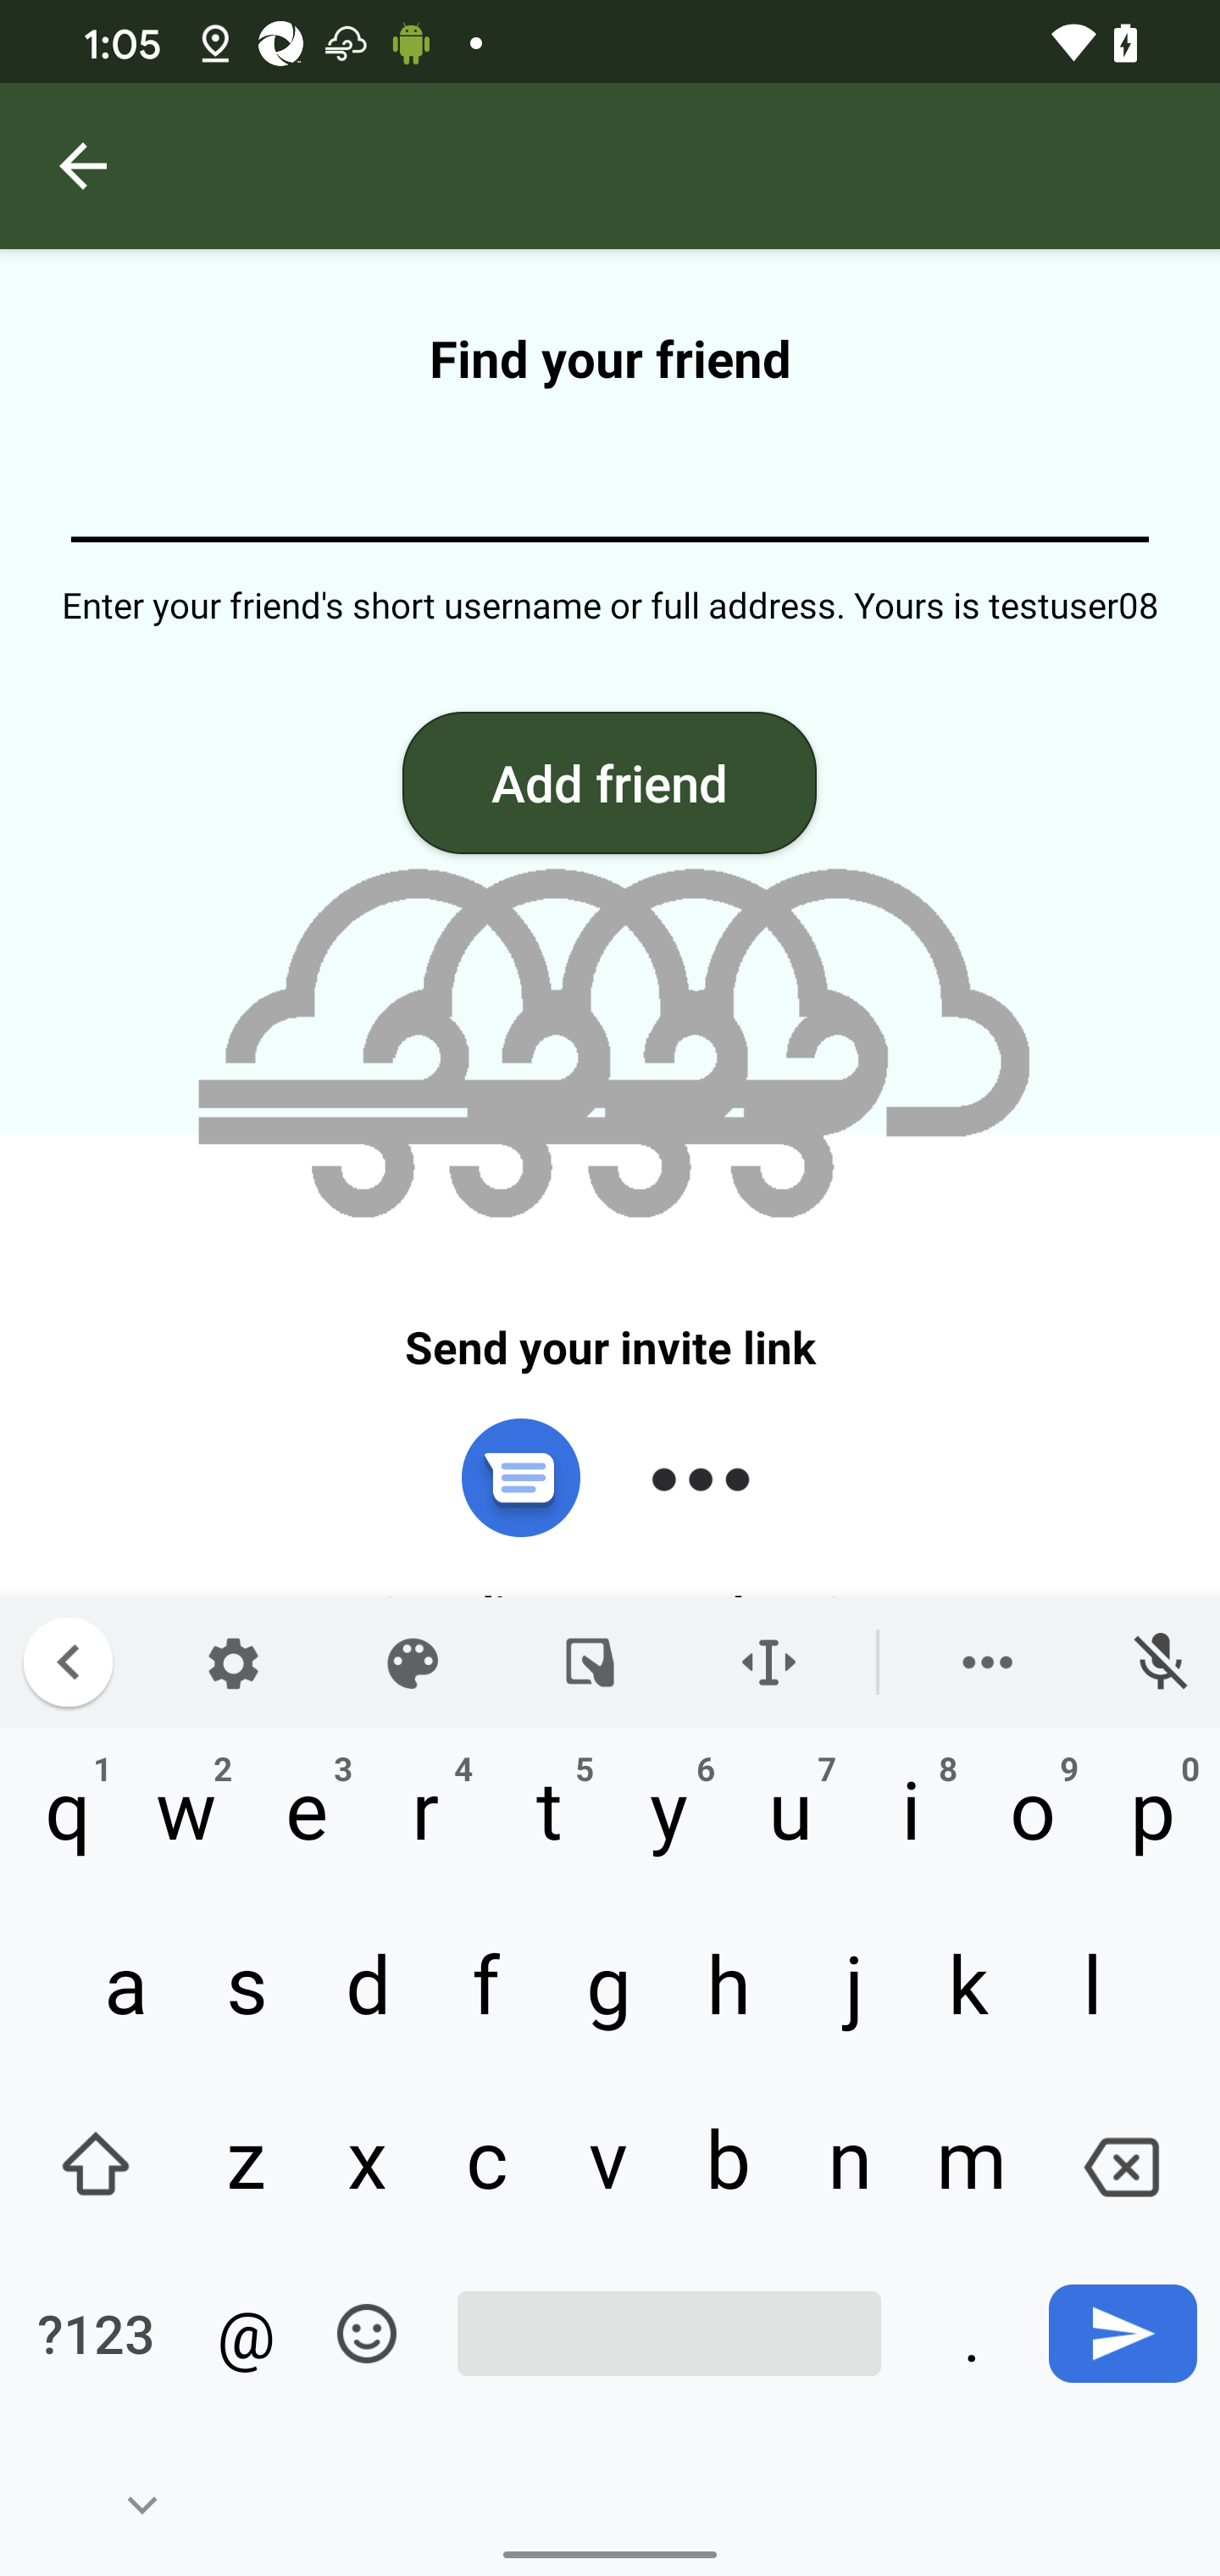 1:05
Find your friend
Enter your friend's short username or full address. Yours is testuser08
Add friend
Send your invite link
1 2 3 4 5 6 7 8 9 0
q w e r t y u i o p
a s d f g h j k l
z x c v b n m
?123 @ .